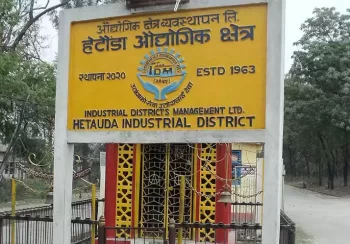 औद्योगिक क्षेत्र व्यवस्थापन लि.
हेटौंडा औद्योगिक क्षेत्र
स्थापना २०२० ESTD 1963
IDM
INDUSTRIAL DISTRICTS MANAGEMENT LTD.
HETAUDA INDUSTRIAL DISTRICT